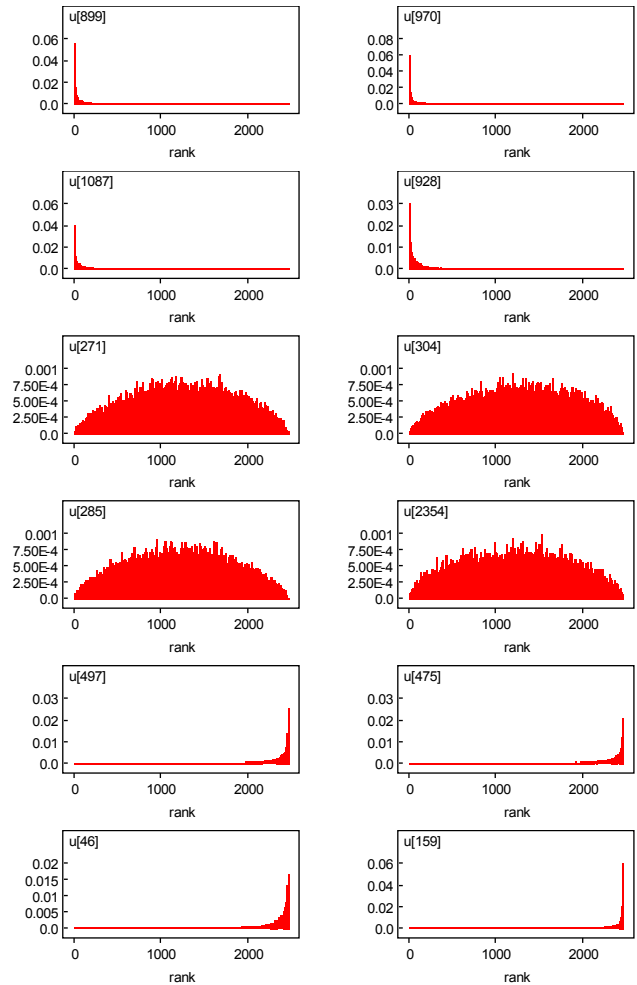 u[899]
0.06
0.04
0.02
0.0
0 1000 2000
rank
u[970]
0.08
0.06
0.04
0.02
0.0
0 1000 2000
rank
u[1087]
0.06
0.04
0.02
0.0
0 1000 2000
rank
u[928]
0.03
0.02
0.01
0.0
0 1000 2000
rank
u[271]
0.001
7.50E-4
5.00E-4
2.50E-4
0.0
0 1000 2000
rank
u[304]
0.001
7.50E-4
5.00E-4
2.50E-4
0.0
0 1000 2000
rank
u[285]
0.001
7.50E-4
5.00E-4
2.50E-4
0.0
0 1000 2000
rank
u[2354]
0.001
7.50E-4
5.00E-4
2.50E-4
0.0
0 1000 2000
rank
u[497]
0.03
0.02
0.01
0.0
0 1000 2000
rank
u[475]
0.03
0.02
0.01
0.0
0 1000 2000
rank
u[46]
0.02
0.015
0.01
0.005
0.0
0 1000 2000
rank
u[159]
0.06
0.04
0.02
0.0
0 1000 2000
rank